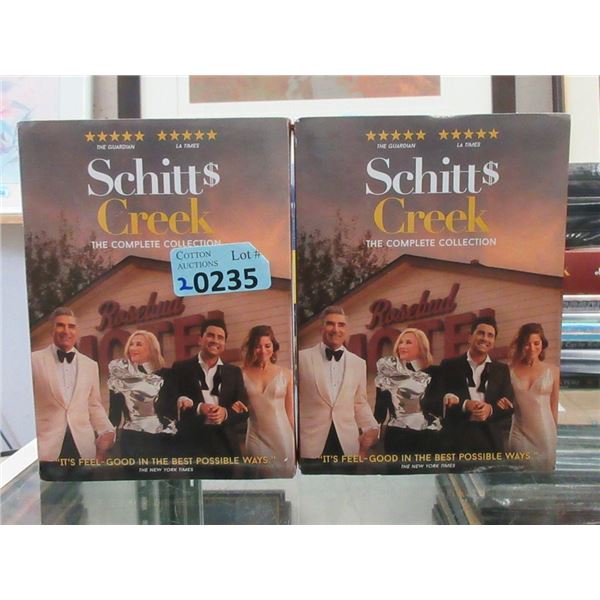 ★★★★★ ★★★★★
THE GUARDIAN LA TIMES
Schitt$
Creek
THE COMPLETE COLLECTION
COTTON
AUCTIONS
Lot #
2 0235
Rosebud
MOTEL
"IT'S FEEL-GOOD IN THE BEST POSSIBLE WAYS."
THE NEW YORK TIMES
★★★★★ ★★★★★
THE GUARDIAN LA TIMES
Schitt$
Creek
THE COMPLETE COLLECTION
Rosebud
MOTEL
"IT'S FEEL-GOOD IN THE BEST POSSIBLE WAYS."
THE NEW YORK TIMES